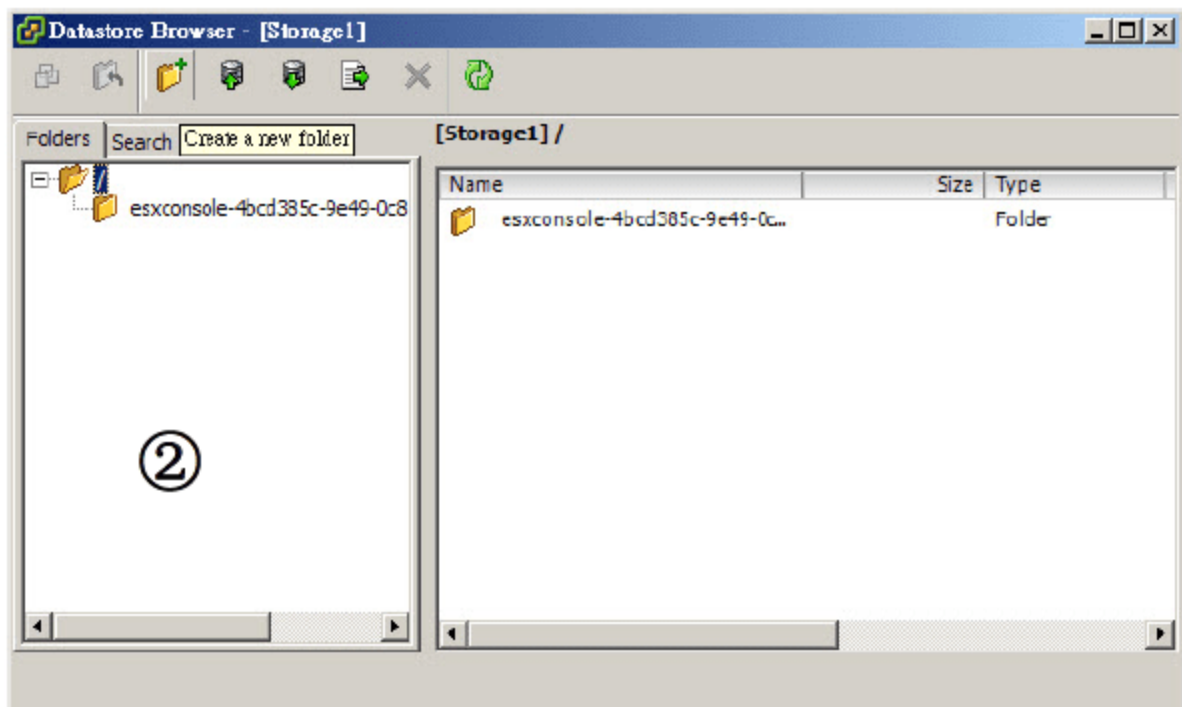 Datastore Browser - [Storage1]
Folders
Search
Create a new folder
[Storage1] /
/
esxconsole-4bcd385c-9e49-0c8
Name
Size
Type
esxconsole-4bcd385c-9e49-0c...
Folder
②